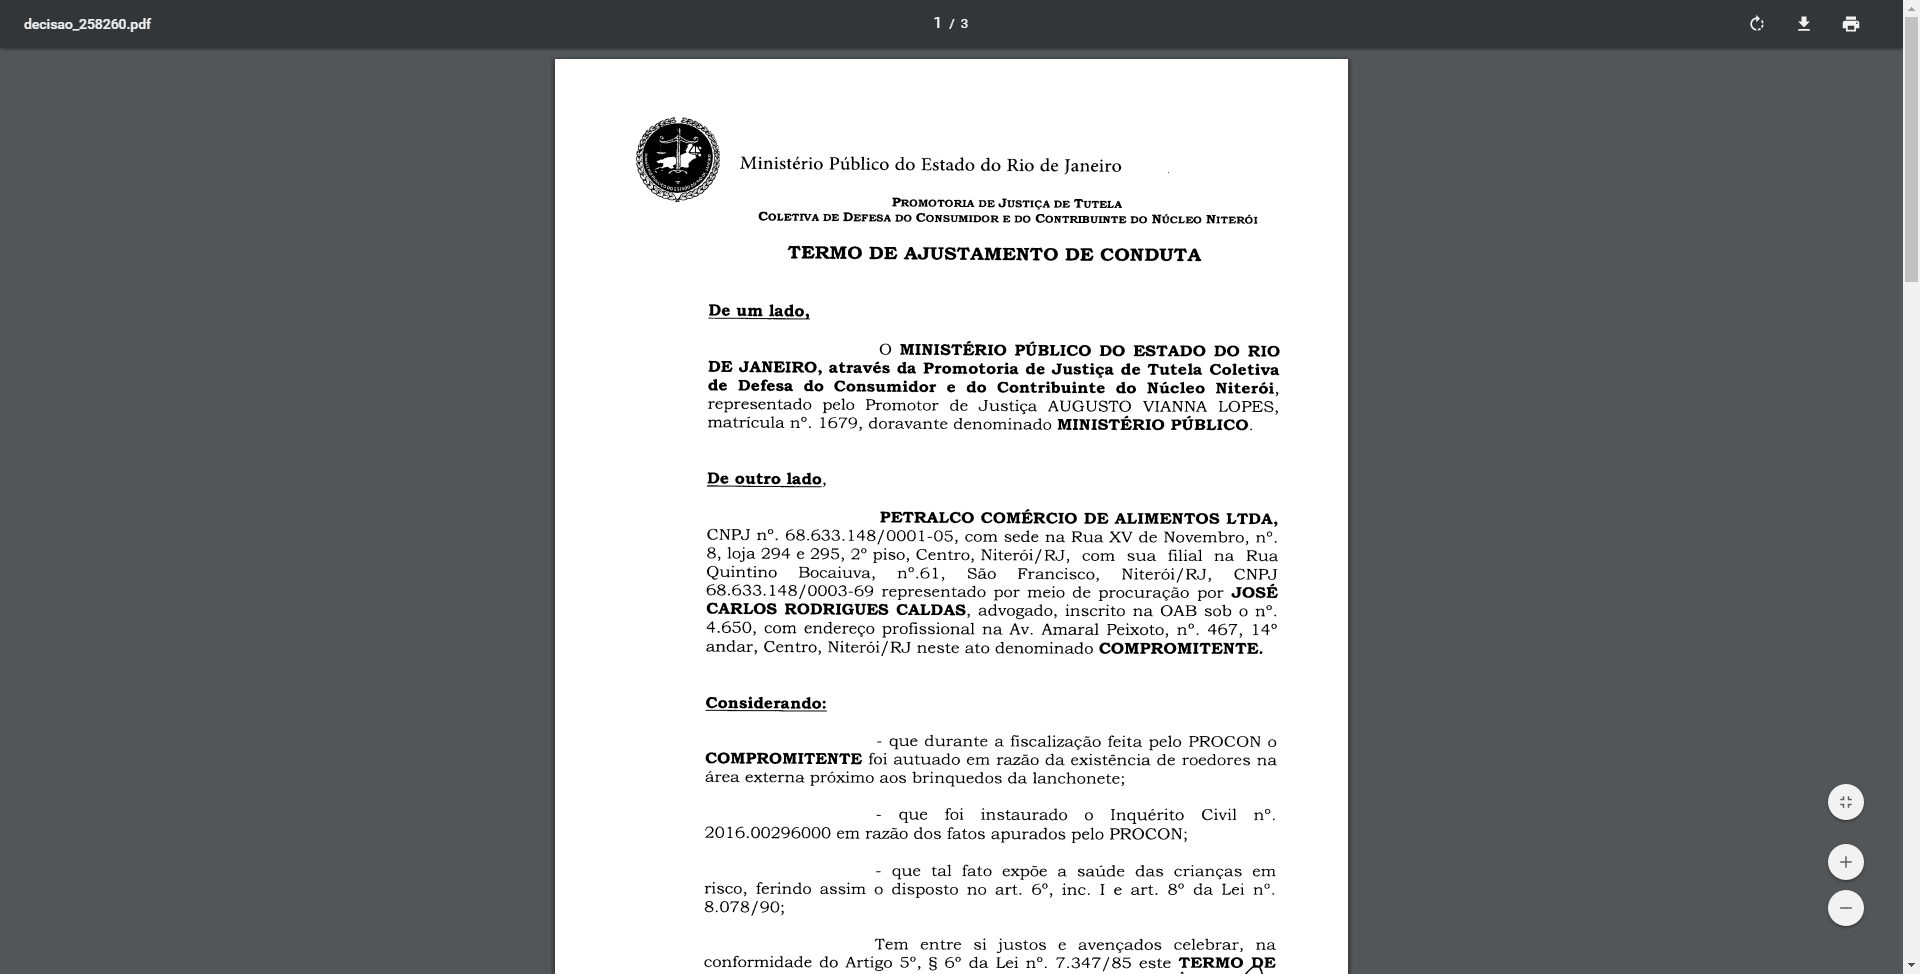 decisao_258260.pdf
1 / 3
Ministério Público do Estado do Rio de Janeiro
PROMOTORIA DE JUSTIÇA DE TUTELA
COLETIVA DE DEFESA DO CONSUMIDOR E DO CONTRIBUINTE DO NÚCLEO NITERÓI
TERMO DE AJUSTAMENTO DE CONDUTA
De um lado,
O MINISTÉRIO PÚBLICO DO ESTADO DO RIO
DE JANEIRO, através da Promotoria de Justiça de Tutela Coletiva
de Defesa do Consumidor e do Contribuinte do Núcleo Niterói,
representado pelo Promotor de Justiça AUGUSTO VIANNA LOPES,
matrícula nº. 1679, doravante denominado MINISTÉRIO PÚBLICO.
De outro lado,
PETRALCO COMÉRCIO DE ALIMENTOS LTDA,
CNPJ nº. 68.633.148/0001-05, com sede na Rua XV de Novembro, nº.
8, loja 294 e 295, 2º piso, Centro, Niterói/RJ, com sua filial na Rua
Quintino Bocaiuva, nº.61, São Francisco, Niterói/RJ, CNPJ
68.633.148/0003-69 representado por meio de procuração por JOSÉ
CARLOS RODRIGUES CALDAS, advogado, inscrito na OAB sob o nº.
4.650, com endereço profissional na Av. Amaral Peixoto, nº. 467, 14º
andar, Centro, Niterói/RJ neste ato denominado COMPROMITENTE.
Considerando:
- que durante a fiscalização feita pelo PROCON o
COMPROMITENTE foi autuado em razão da existência de roedores na
área externa próximo aos brinquedos da lanchonete;
- que foi instaurado o Inquérito Civil nº.
2016.00296000 em razão dos fatos apurados pelo PROCON;
- que tal fato expõe a saúde das crianças em
risco, ferindo assim o disposto no art. 6º, inc. I e art. 8º da Lei nº.
8.078/90;
Tem entre si justos e avençados celebrar, na
conformidade do Artigo 5º, § 6º da Lei nº. 7.347/85 este TERMO DE